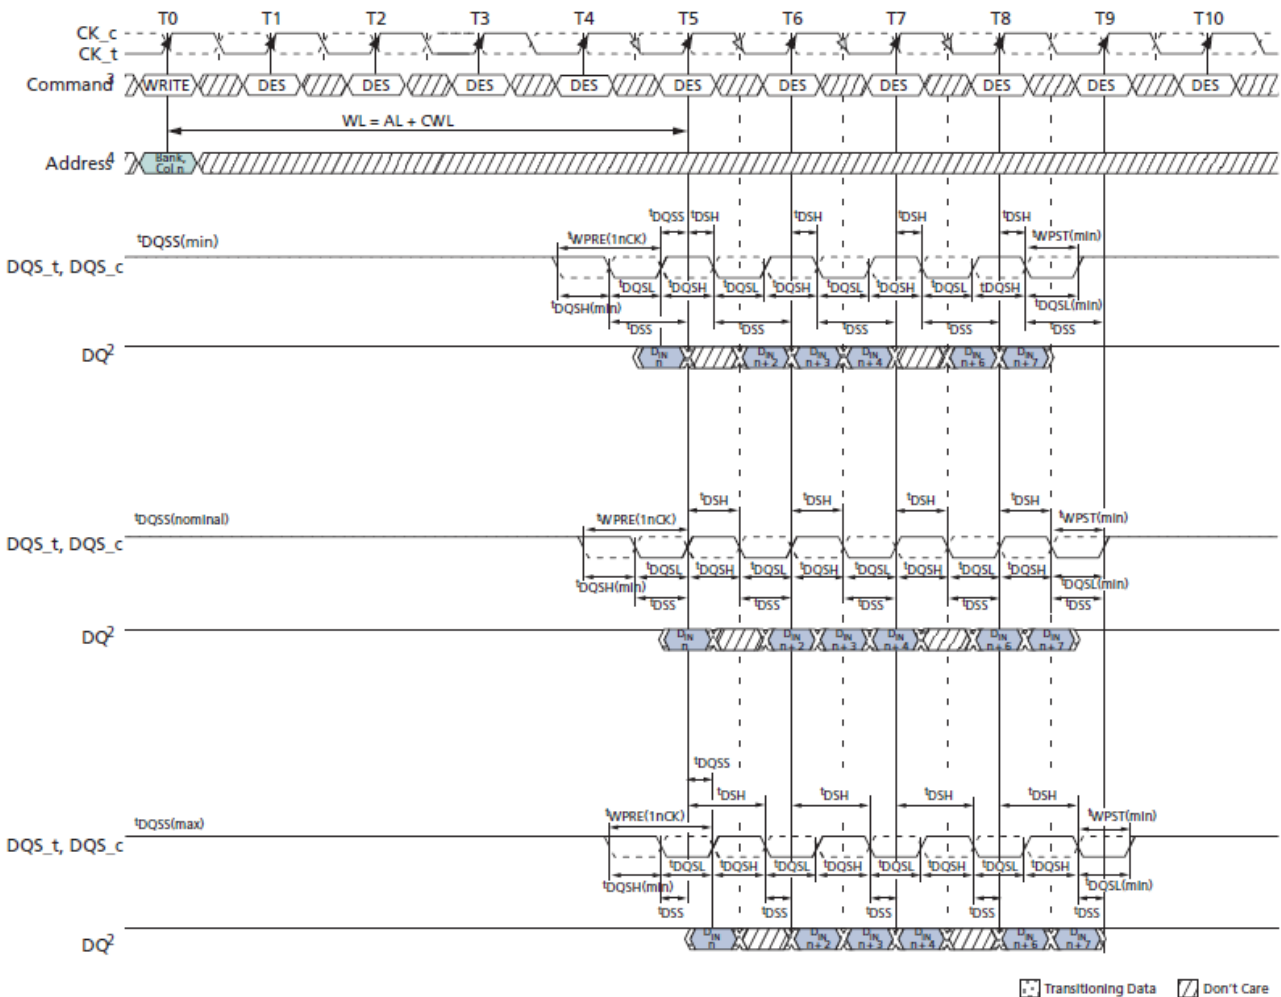 T0 T1 T2 T3 T4 T5 T6 T7 T8 T9 T10
CK_c
CK_t
Command3 WRITE DES DES DES DES DES DES DES DES DES DES
WL = AL + CWL
Address4 Bank, Col n
tDQSS tDSH tDSH tDSH tDSH
tDQSS(min) tWPRE(1nCK) tWPST(min)
DQS_t, DQS_c
tDQSL tDQSH tDQSL tDQSH tDQSL tDQSH tDQSL tDQSH
tDQSH(min) tDQSL(min)
tDSS tDSS tDSS tDSS tDSS
DQ2 DIN n DIN n+2 DIN n+3 DIN n+4 DIN n+6 DIN n+7
tDSH tDSH tDSH tDSH
tDQSS(nominal) tWPRE(1nCK) tWPST(min)
DQS_t, DQS_c
tDQSL tDQSH tDQSL tDQSH tDQSL tDQSH tDQSL tDQSH
tDQSH(min) tDQSL(min)
tDSS tDSS tDSS tDSS tDSS
DQ2 DIN n DIN n+2 DIN n+3 DIN n+4 DIN n+6 DIN n+7
tDQSS
tDSH tDSH tDSH tDSH
tDQSS(max) tWPRE(1nCK) tWPST(min)
DQS_t, DQS_c
tDQSL tDQSH tDQSL tDQSH tDQSL tDQSH tDQSL tDQSH
tDQSH(min) tDQSL(min)
tDSS tDSS tDSS tDSS tDSS
DQ2 DIN n DIN n+2 DIN n+3 DIN n+4 DIN n+6 DIN n+7
Transitioning Data Don't Care